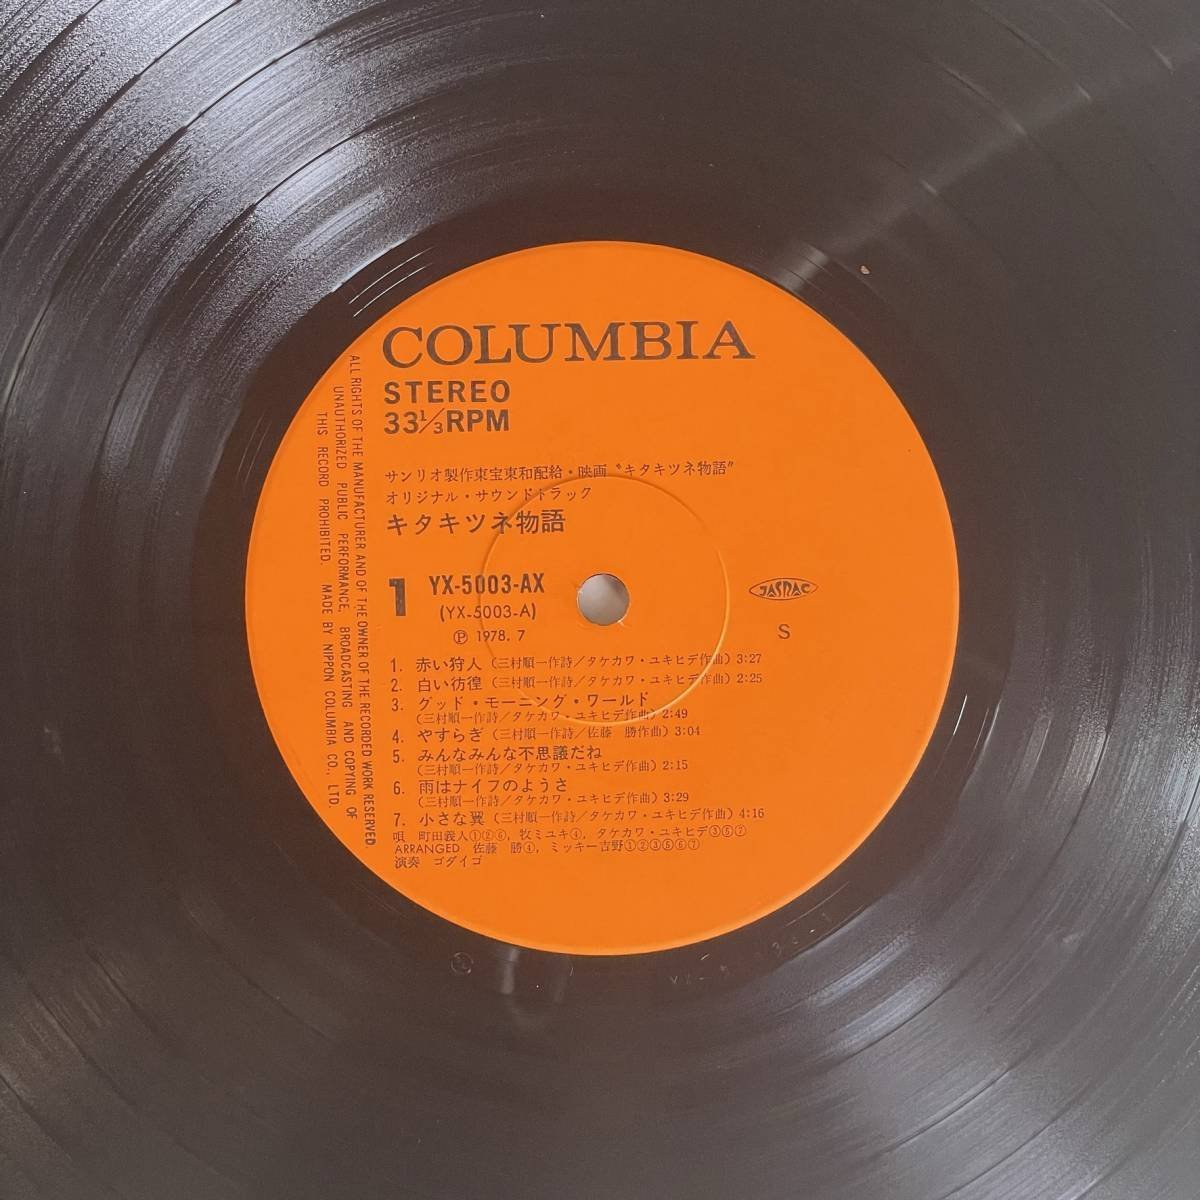 COLUMBIA
STEREO
33⅓RPM
サンリオ製作東宝東和配給・映画〝キタキツネ物語〞
オリジナル・サウンドトラック
キタキツネ物語
1 YX-5003-AX
(YX-5003-A)
Ⓟ 1978. 7
JASRAC
S
1. 赤い狩人 (三村順一作詩/タケカワ・ユキヒデ作曲) 3:27
2. 白い彷徨 (三村順一作詩/タケカワ・ユキヒデ作曲) 2:25
3. グッド・モーニング・ワールド
(三村順一作詩/タケカワ・ユキヒデ作曲) 2:49
4. やすらぎ (三村順一作詩/佐藤 勝作曲) 3:04
5. みんなみんな不思議だね
(三村順一作詩/タケカワ・ユキヒデ作曲) 2:15
6. 雨はナイフのようさ
(三村順一作詩/タケカワ・ユキヒデ作曲) 3:29
7. 小さな翼 (三村順一作詩/タケカワ・ユキヒデ作曲) 4:16
唄 町田義人①②⑥, 牧ミユキ④, タケカワ・ユキヒデ③⑤⑦
ARRANGED 佐藤 勝④, ミッキー吉野①②③⑤⑥⑦
演奏 ゴダイゴ
ALL RIGHTS OF THE MANUFACTURER AND OF THE OWNER OF THE RECORDED WORK RESERVED.
UNAUTHORIZED PUBLIC PERFORMANCE, BROADCASTING AND COPYING OF
THIS RECORD PROHIBITED. MADE BY NIPPON COLUMBIA CO., LTD.